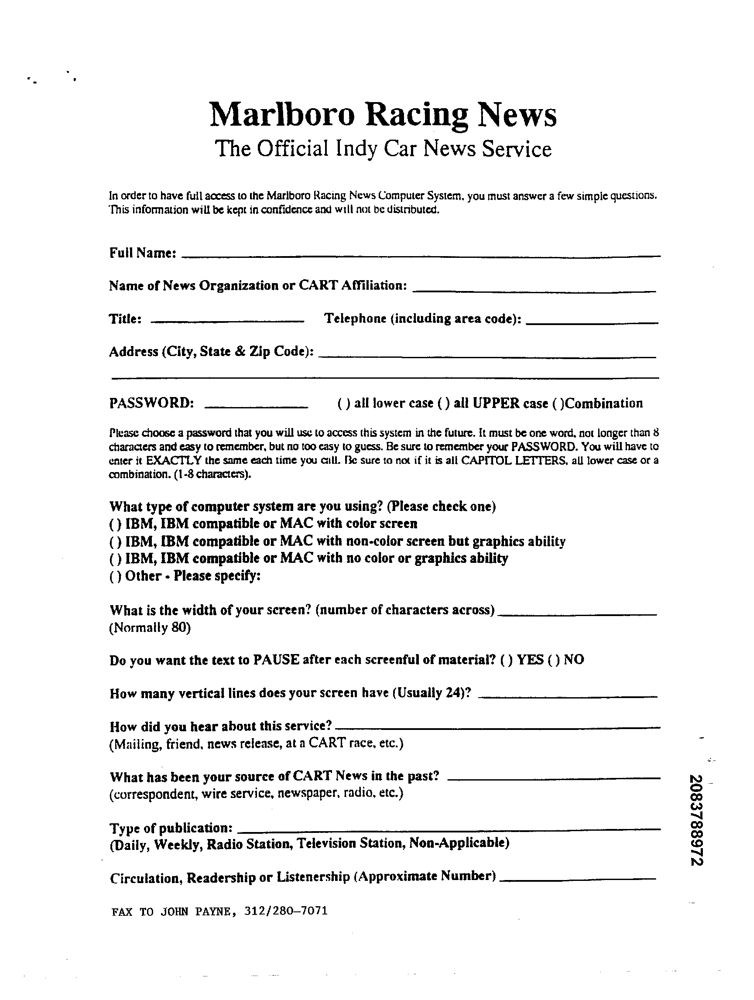 Marlboro Racing News
The Official Indy Car News Service
In order to have full access to the Marlboro Racing News Computer System, you must answer a few simple questions.
This information will be kept in confidence and will not be distributed.
Full Name:
Name of News Organization or CART Affiliation:
Title: Telephone (including area code):
Address (City, State & Zip Code):
PASSWORD: ( ) all lower case ( ) all UPPER case ( )Combination
Please choose a password that you will use to access this system in the future. It must be one word, not longer than 8
characters and easy to remember, but no too easy to guess. Be sure to remember your PASSWORD. You will have to
enter it EXACTLY the same each time you call. Be sure to not if it is all CAPITOL LETTERS, all lower case or a
combination. (1-8 characters).
What type of computer system are you using? (Please check one)
( ) IBM, IBM compatible or MAC with color screen
( ) IBM, IBM compatible or MAC with non-color screen but graphics ability
( ) IBM, IBM compatible or MAC with no color or graphics ability
( ) Other - Please specify:
What is the width of your screen? (number of characters across)
(Normally 80)
Do you want the text to PAUSE after each screenful of material? ( ) YES ( ) NO
How many vertical lines does your screen have (Usually 24)?
How did you hear about this service?
(Mailing, friend, news release, at a CART race, etc.)
What has been your source of CART News in the past?
(correspondent, wire service, newspaper, radio, etc.)
Type of publication:
(Daily, Weekly, Radio Station, Television Station, Non-Applicable)
Circulation, Readership or Listenership (Approximate Number)
FAX TO JOHN PAYNE, 312/280-7071
2083788972